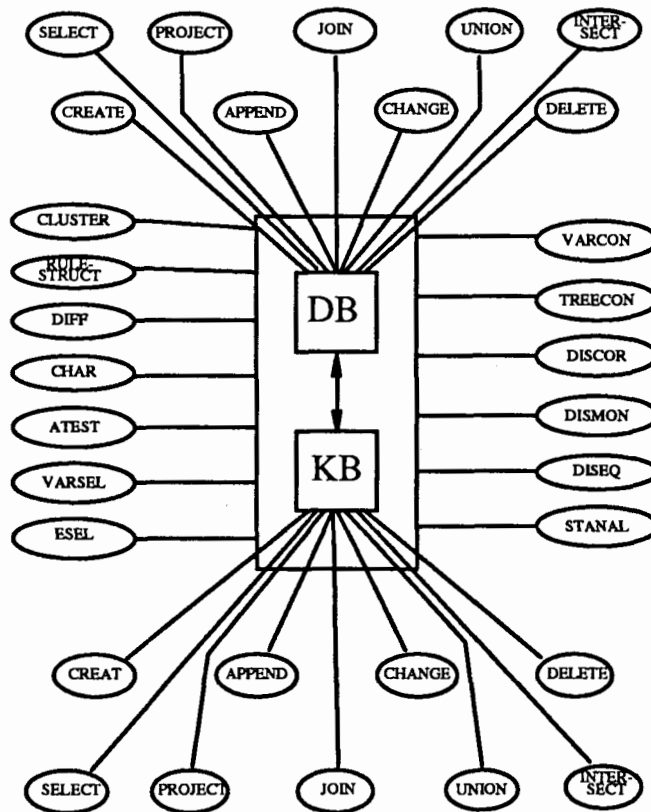 SELECT
PROJECT
JOIN
UNION
INTER-
SECT
CREATE
APPEND
CHANGE
DELETE
CLUSTER
RULE-
STRUCT
DIFF
CHAR
ATEST
VARSEL
ESEL
DB
KB
VARCON
TREECON
DISCOR
DISMON
DISEQ
STANAL
CREAT
APPEND
CHANGE
DELETE
SELECT
PROJECT
JOIN
UNION
INTER-
SECT